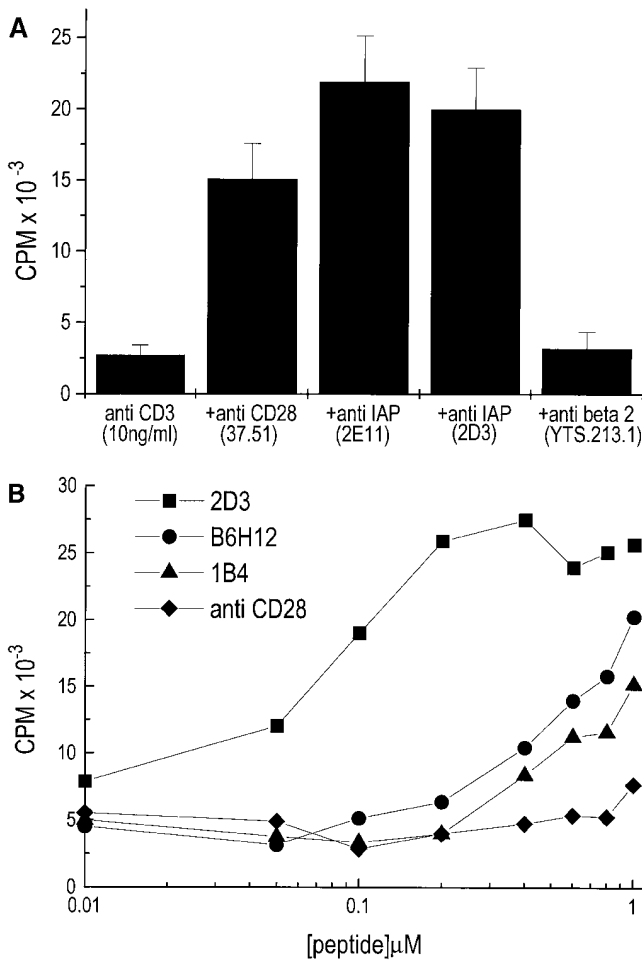 A
CPM x 10⁻³
25
20
15
10
5
0
anti CD3
(10ng/ml)
+anti CD28
(37.51)
+anti IAP
(2E11)
+anti IAP
(2D3)
+anti beta 2
(YTS.213.1)
B
CPM x 10⁻³
30
25
20
15
10
5
0
2D3
B6H12
1B4
anti CD28
0.01
0.1
1
[peptide]µM